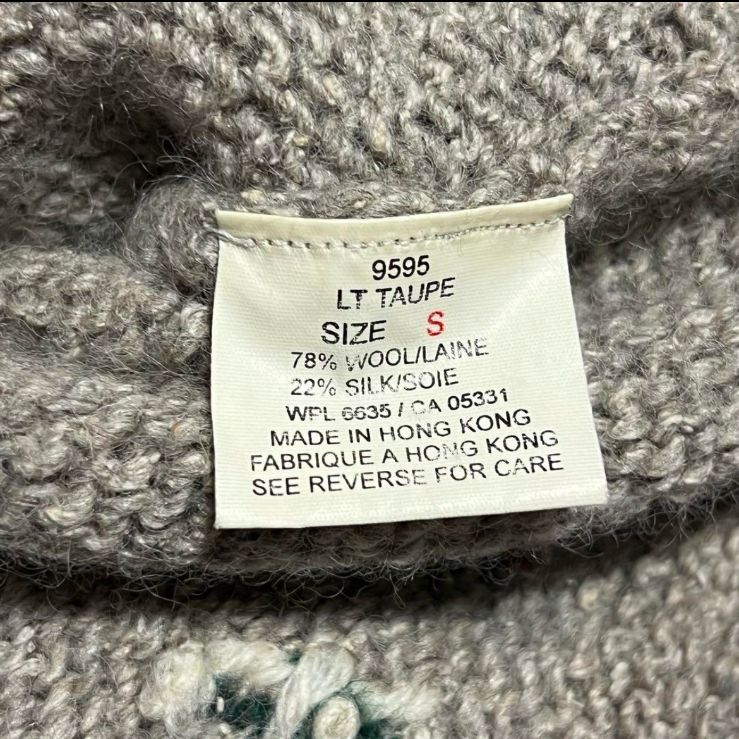 9595
LT TAUPE
SIZE S
78% WOOL/LAINE
22% SILK/SOIE
WPL 6635 / CA 05331
MADE IN HONG KONG
FABRIQUE A HONG KONG
SEE REVERSE FOR CARE